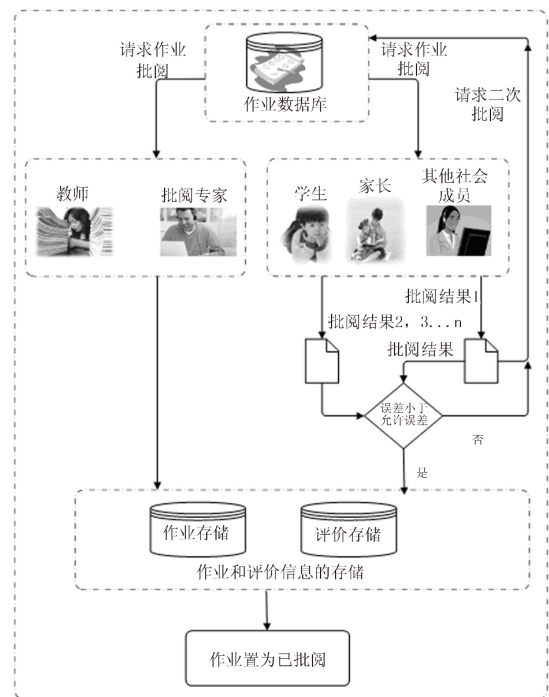 请求作业
批阅
请求作业
批阅
作业数据库
请求二次
批阅
教师
批阅专家
学生
家长
其他社会
成员
批阅结果1
批阅结果2, 3...n
批阅结果
误差小于
允许误差
否
是
作业存储
评价存储
作业和评价信息的存储
作业置为已批阅